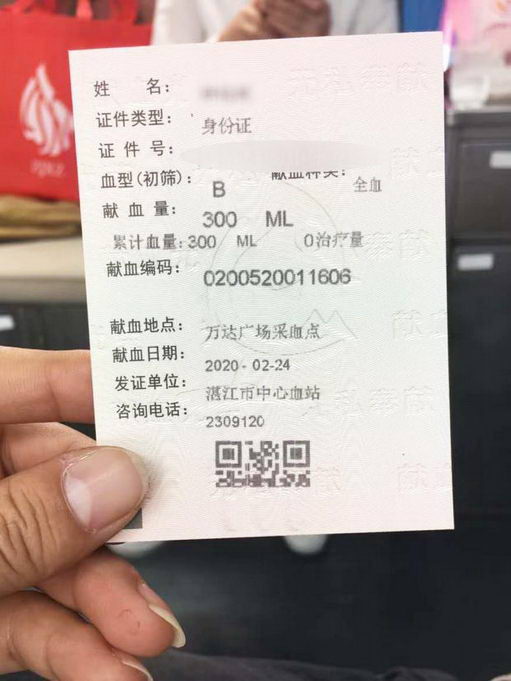 姓 名：
证件类型： 身份证
证 件 号：
血型(初筛)： B 献血种类： 全血
献 血 量： 300 ML
累计血量: 300 ML 0治疗量
献血编码： 0200520011606
献血地点： 万达广场采血点
献血日期： 2020-02-24
发证单位： 湛江市中心血站
咨询电话： 2309120